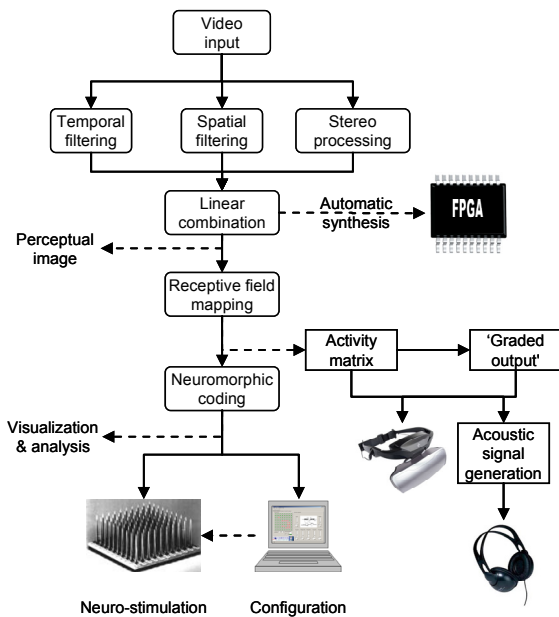 Video
input
Temporal
filtering
Spatial
filtering
Stereo
processing
Linear
combination
Automatic
synthesis
FPGA
Perceptual
image
Receptive field
mapping
Activity
matrix
'Graded
output'
Neuromorphic
coding
Visualization
& analysis
Acoustic
signal
generation
Neuro-stimulation
Configuration